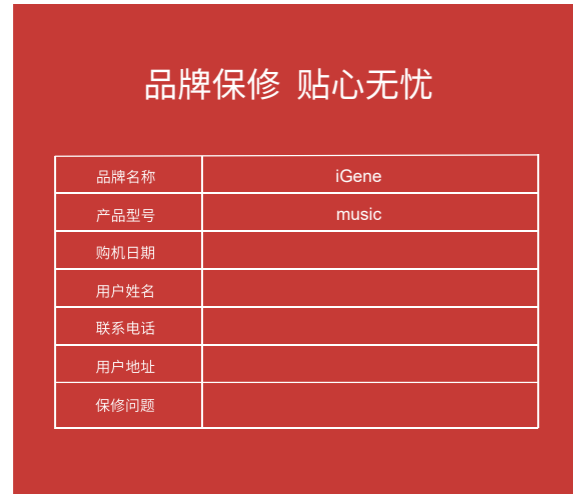 品牌保修 贴心无忧
品牌名称 iGene
产品型号 music
购机日期
用户姓名
联系电话
用户地址
保修问题